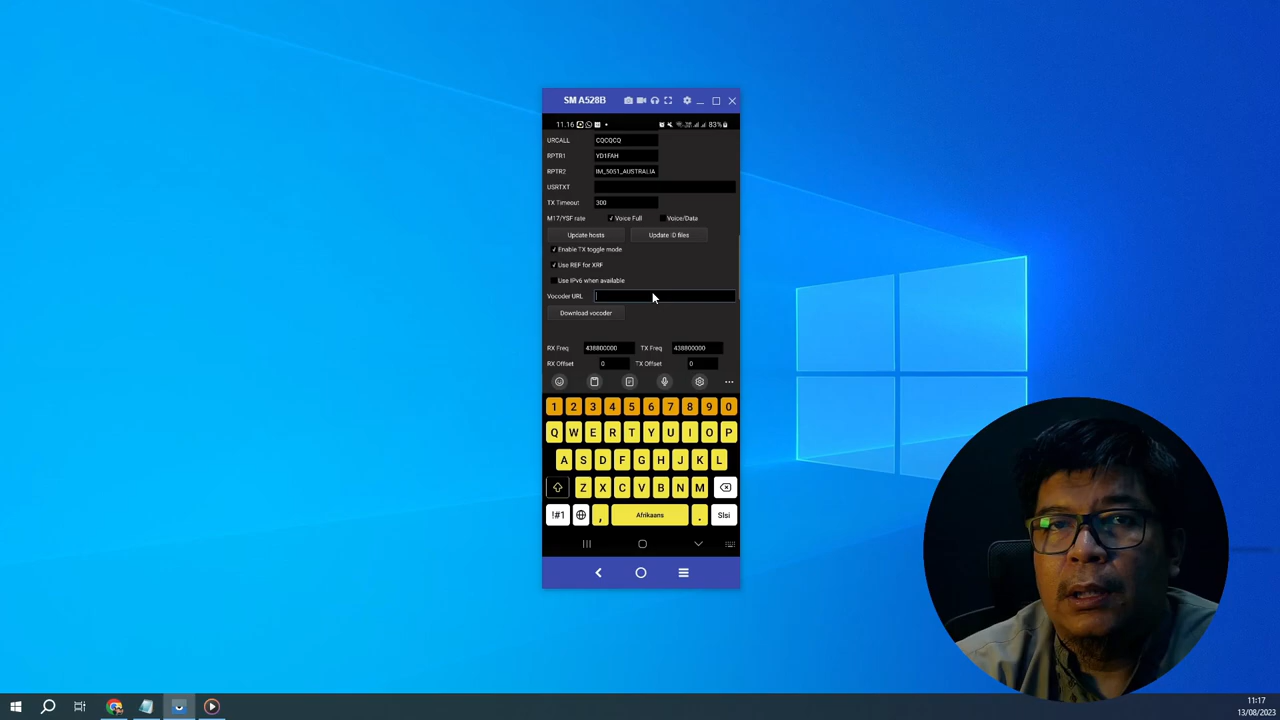 SM A528B
11.16 83%
URCALL CQCQCQ
RPTR1 YD1FAH
RPTR2 IM_5051_AUSTRALIA
USRTXT
TX Timeout 300
M17/YSF rate Voice Full Voice/Data
Update hosts Update ID files
Enable TX toggle mode
Use REF for XRF
Use IPv6 when available
Vocoder URL
Download vocoder
RX Freq 438800000 TX Freq 438800000
RX Offset 0 TX Offset 0
1 2 3 4 5 6 7 8 9 0
Q W E R T Y U I O P
A S D F G H J K L
Z X C V B N M
!#1 , Afrikaans . Slsi
11:17
13/08/2023